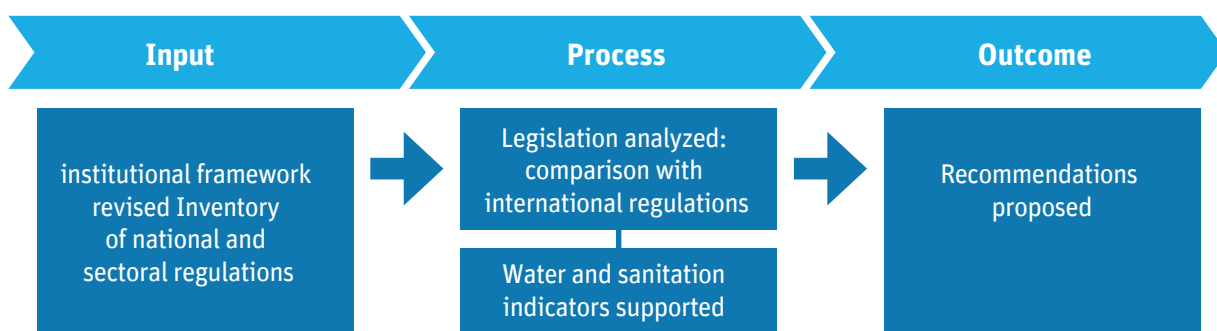 Input
Process
Outcome
institutional framework
revised Inventory
of national and
sectoral regulations
Legislation analyzed:
comparison with
international regulations
Water and sanitation
indicators supported
Recommendations
proposed